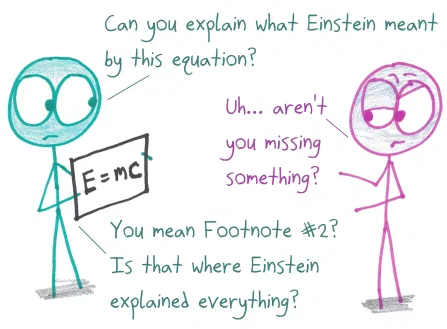 Can you explain what Einstein meant
by this equation?
Uh... aren't
you missing
something?
E=mc
You mean Footnote #2?
Is that where Einstein
explained everything?